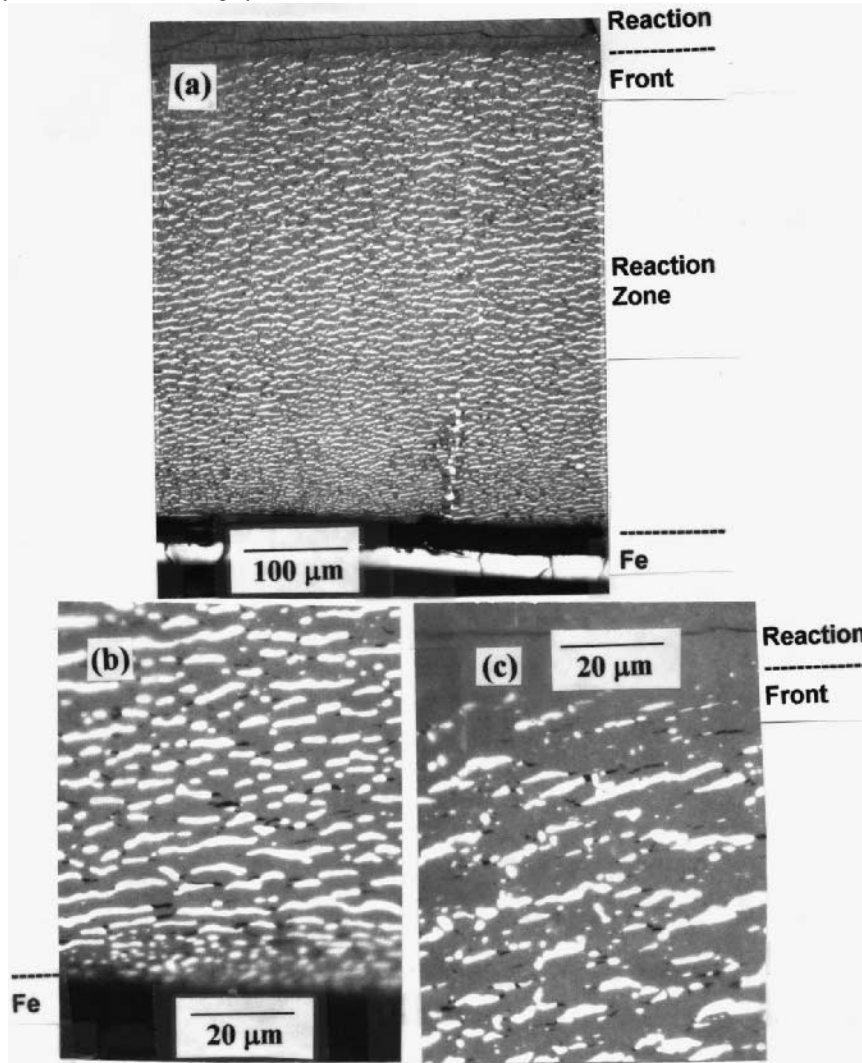 Reaction
------------
Front
(a)
Reaction
Zone
------------
Fe
100 μm
(b)
(c)
20 μm
Reaction
------------
Front
------
Fe
20 μm